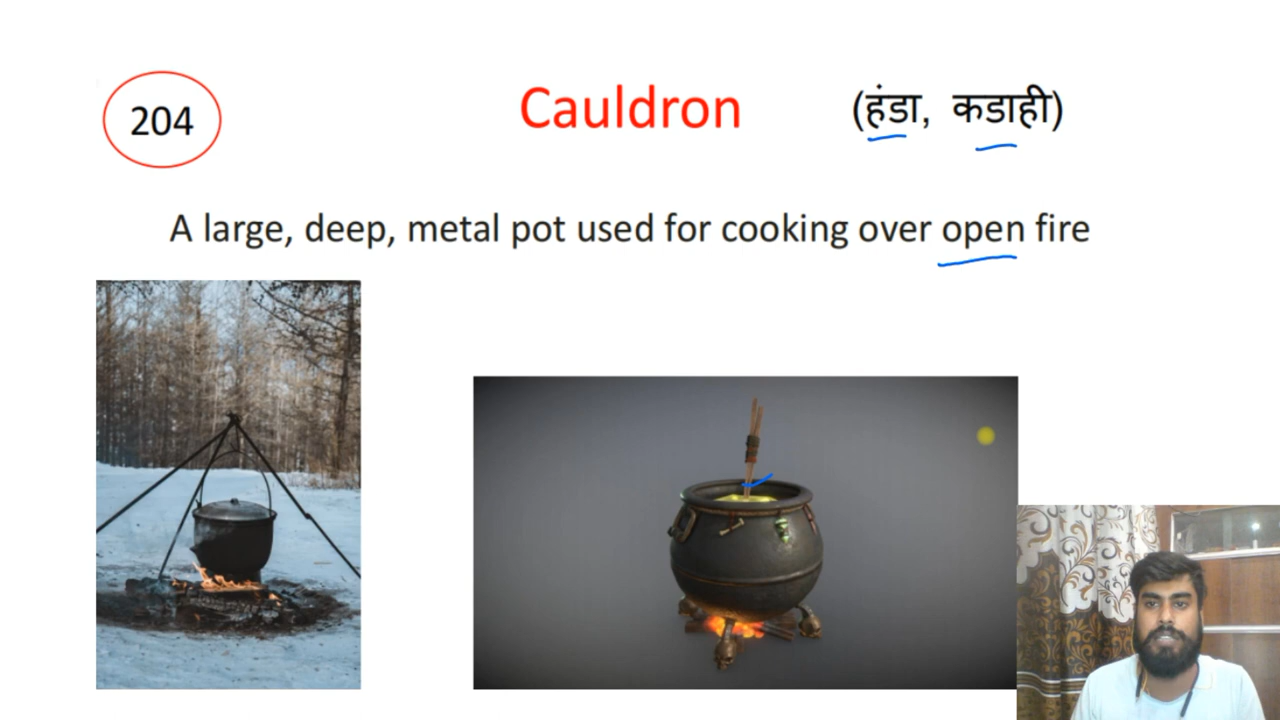 204
Cauldron (हंडा, कडाही)
A large, deep, metal pot used for cooking over open fire